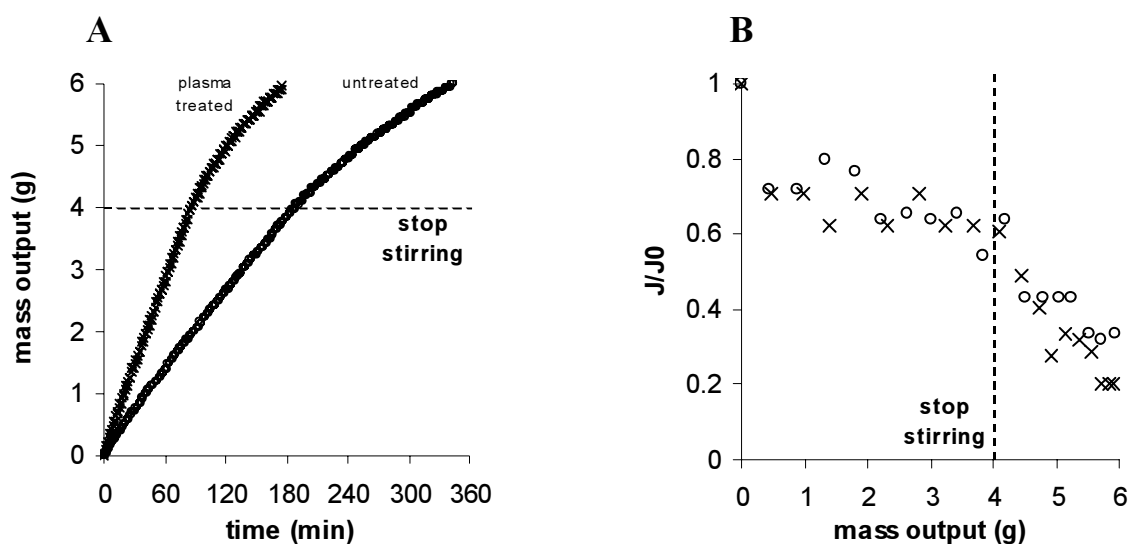 A
plasma
treated
untreated
6
5
4
3
2
1
0
mass output (g)
stop
stirring
0 60 120 180 240 300 360
time (min)
B
1
0.8
0.6
0.4
0.2
0
J/J0
stop
stirring
0 1 2 3 4 5 6
mass output (g)